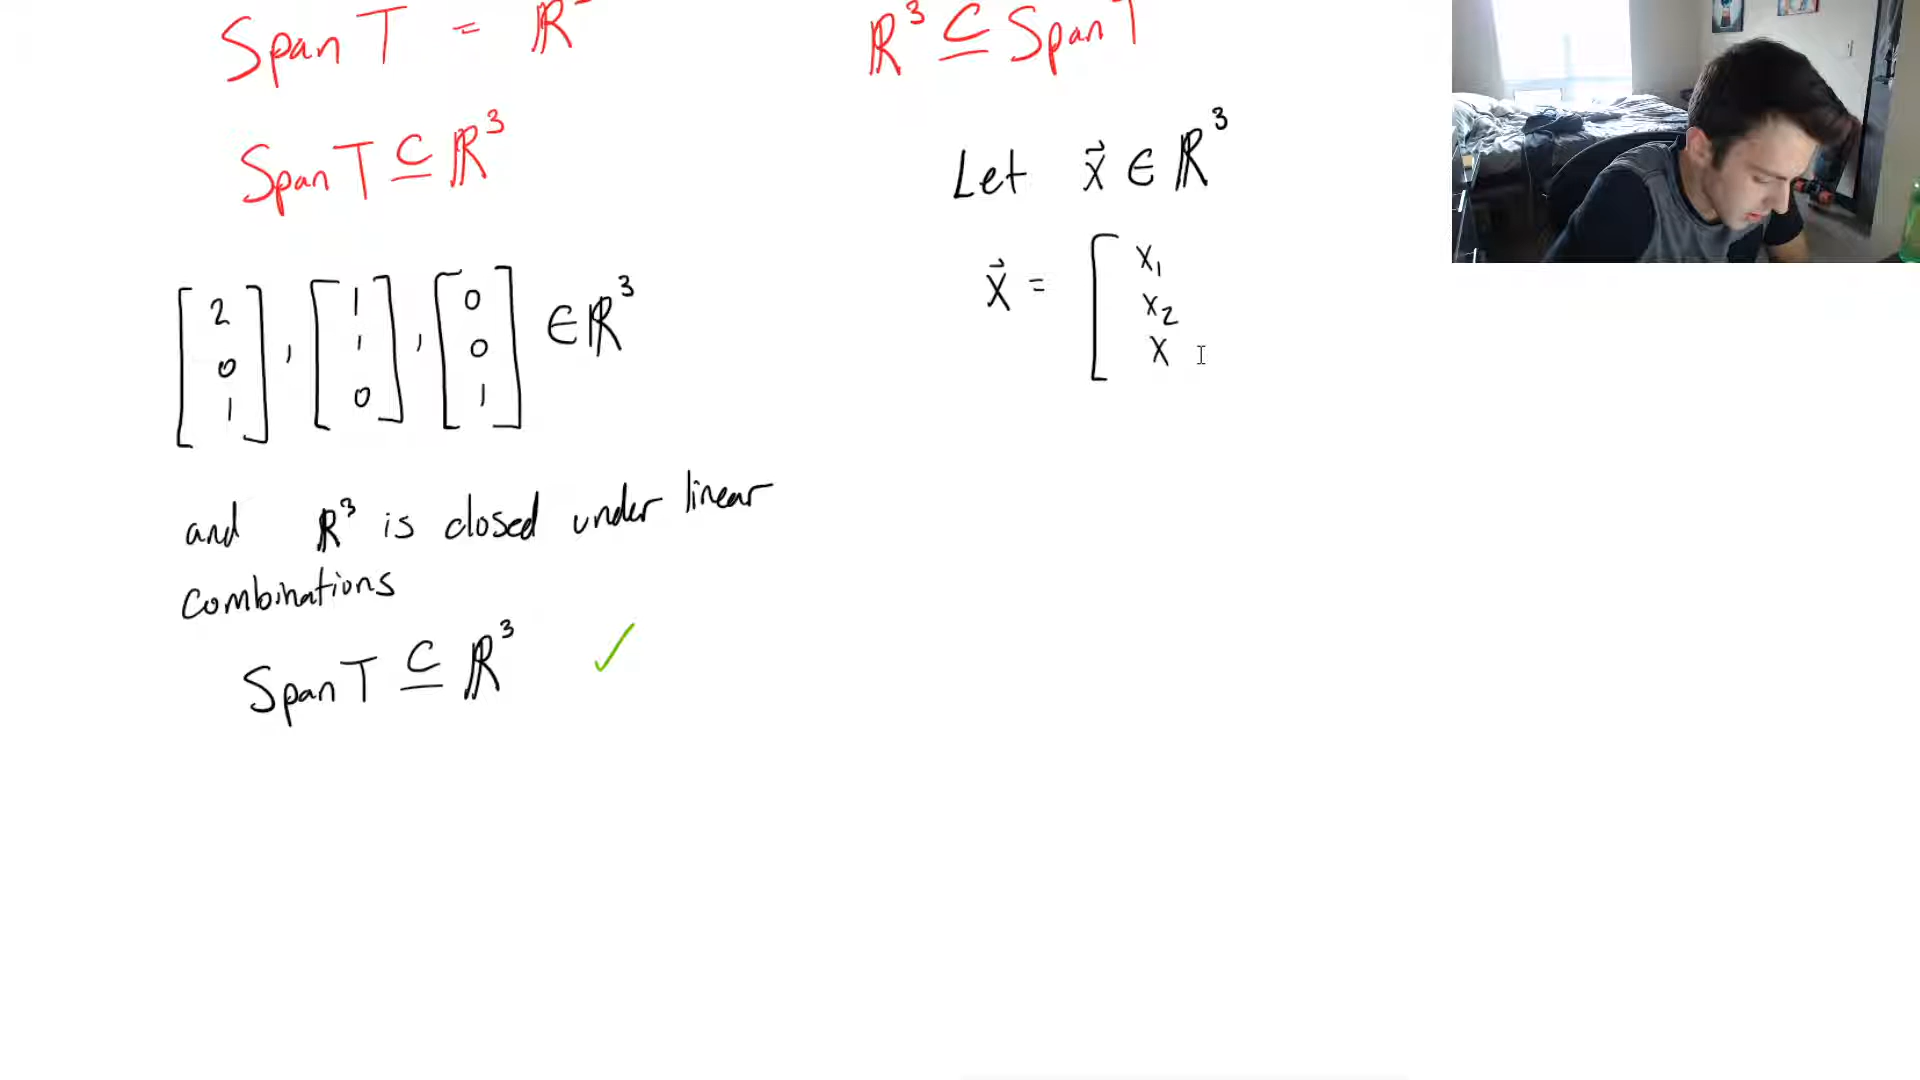 Span T = R
Span T ⊆ R³
[2 0 1], [1 1 0], [0 0 1] ∈ R³
and R³ is closed under linear
combinations
Span T ⊆ R³ ✓
R³ ⊆ Span T
Let x⃗ ∈ R³
x⃗ = [x₁
x₂
x